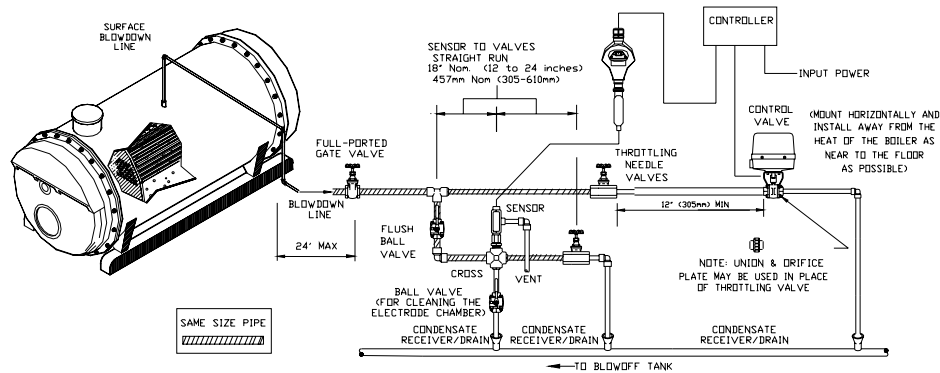 SURFACE
BLOWDOWN
LINE
SENSOR TO VALVES
STRAIGHT RUN
18" Nom. (12 to 24 inches)
457mm Nom (305-610mm)
CONTROLLER
INPUT POWER
CONTROL
VALVE
(MOUNT HORIZONTALLY AND
INSTALL AWAY FROM THE
HEAT OF THE BOILER AS
NEAR TO THE FLOOR
AS POSSIBLE)
FULL-PORTED
GATE VALVE
THROTTLING
NEEDLE
VALVES
BLOWDOWN
LINE
SENSOR
12" (305mm) MIN
24' MAX
FLUSH
BALL
VALVE
CROSS
VENT
NOTE: UNION & ORIFICE
PLATE MAY BE USED IN PLACE
OF THROTTLING VALVE
BALL VALVE
(FOR CLEANING THE
ELECTRODE CHAMBER)
SAME SIZE PIPE
CONDENSATE
RECEIVER/DRAIN
CONDENSATE
RECEIVER/DRAIN
CONDENSATE
RECEIVER/DRAIN
TO BLOWOFF TANK